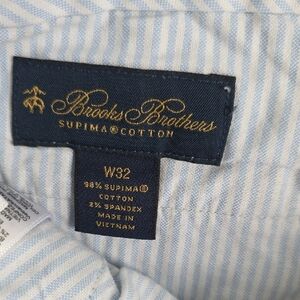 Brooks Brothers
SUPIMA® COTTON
W32
98% SUPIMA®
COTTON
2% SPANDEX
MADE IN
VIETNAM